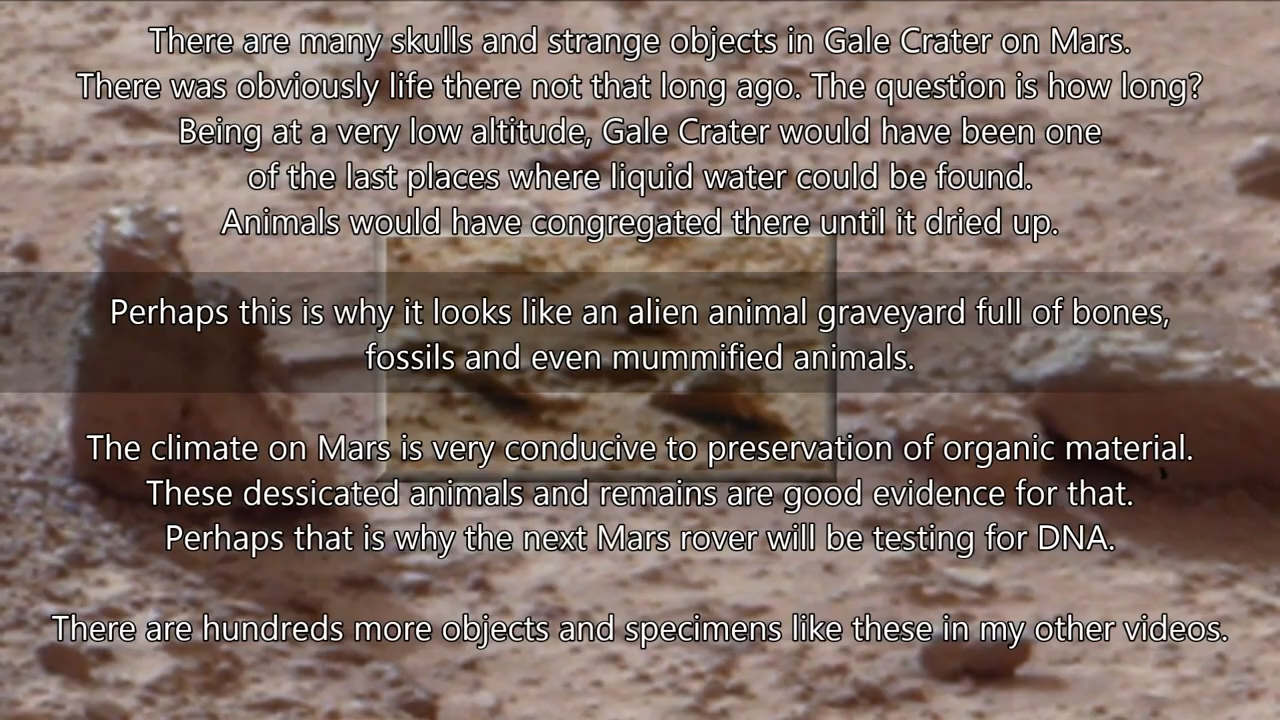 There are many skulls and strange objects in Gale Crater on Mars.
There was obviously life there not that long ago. The question is how long?
Being at a very low altitude, Gale Crater would have been one
of the last places where liquid water could be found.
Animals would have congregated there until it dried up.
Perhaps this is why it looks like an alien animal graveyard full of bones,
fossils and even mummified animals.
The climate on Mars is very conducive to preservation of organic material.
These dessicated animals and remains are good evidence for that.
Perhaps that is why the next Mars rover will be testing for DNA.
There are hundreds more objects and specimens like these in my other videos.